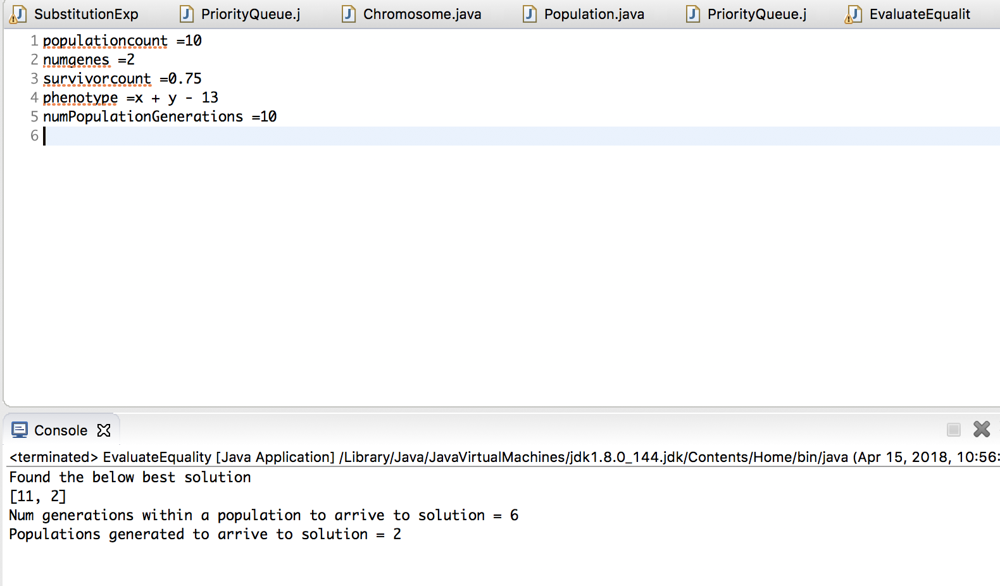 SubstitutionExp PriorityQueue.j Chromosome.java Population.java PriorityQueue.j EvaluateEqualit
1 populationcount =10
2 numgenes =2
3 survivorcount =0.75
4 phenotype =x + y - 13
5 numPopulationGenerations =10
6
Console
<terminated> EvaluateEquality [Java Application] /Library/Java/JavaVirtualMachines/jdk1.8.0_144.jdk/Contents/Home/bin/java (Apr 15, 2018, 10:56:
Found the below best solution
[11, 2]
Num generations within a population to arrive to solution = 6
Populations generated to arrive to solution = 2